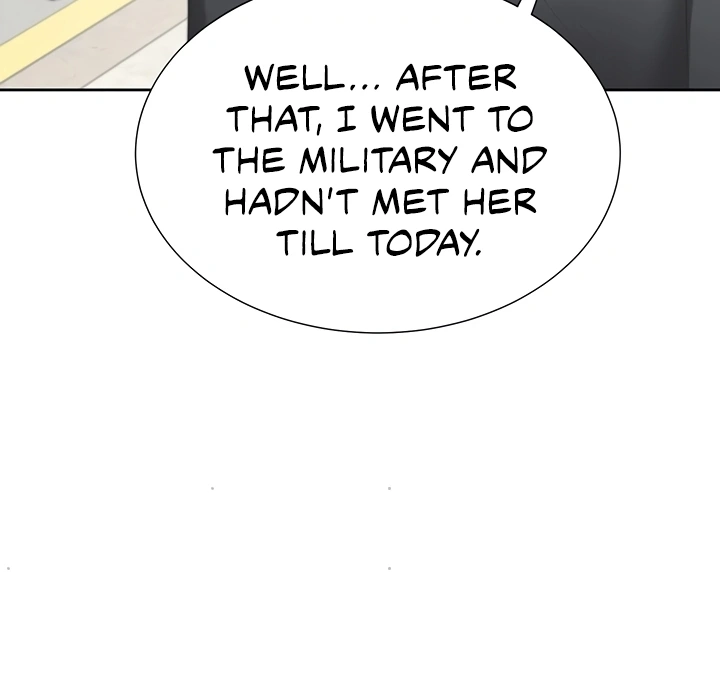 WELL... AFTER
THAT, I WENT TO
THE MILITARY AND
HADN'T MET HER
TILL TODAY.